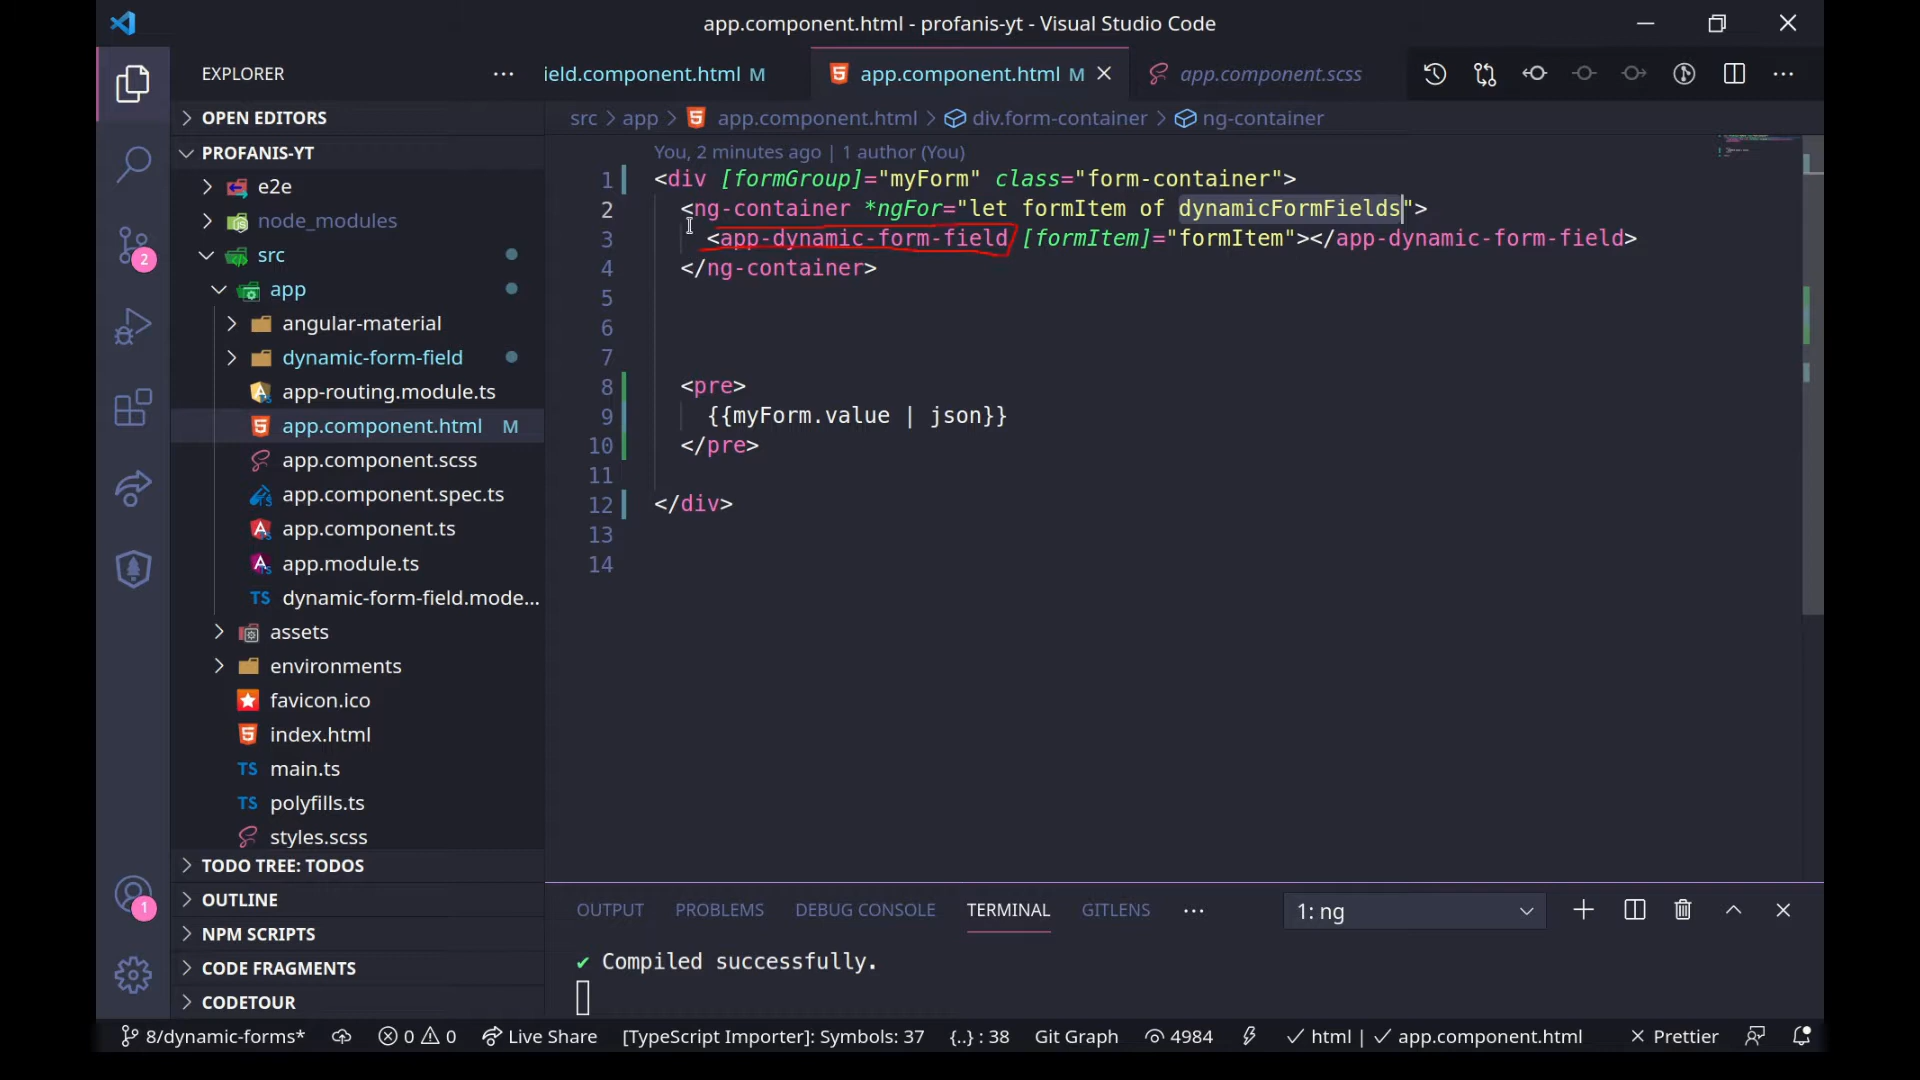 app.component.html - profanis-yt - Visual Studio Code
EXPLORER
ield.component.html M
app.component.html M
app.component.scss
OPEN EDITORS
src > app > app.component.html > div.form-container > ng-container
PROFANIS-YT
You, 2 minutes ago | 1 author (You)
1 <div [formGroup]="myForm" class="form-container">
2 <ng-container *ngFor="let formItem of dynamicFormFields">
3 <app-dynamic-form-field [formItem]="formItem"></app-dynamic-form-field>
4 </ng-container>
5
6
7
8 <pre>
9 {{myForm.value | json}}
10 </pre>
11
12 </div>
13
14
e2e
node_modules
src
app
angular-material
dynamic-form-field
app-routing.module.ts
app.component.html M
app.component.scss
app.component.spec.ts
app.component.ts
app.module.ts
TS dynamic-form-field.mode...
assets
environments
favicon.ico
index.html
TS main.ts
TS polyfills.ts
styles.scss
TODO TREE: TODOS
OUTLINE
NPM SCRIPTS
CODE FRAGMENTS
CODETOUR
2
1
OUTPUT PROBLEMS DEBUG CONSOLE TERMINAL GITLENS ··· 1: ng
✔ Compiled successfully.
8/dynamic-forms* 0 0 Live Share [TypeScript Importer]: Symbols: 37 {..} : 38 Git Graph 4984 ✓ html | ✓ app.component.html × Prettier